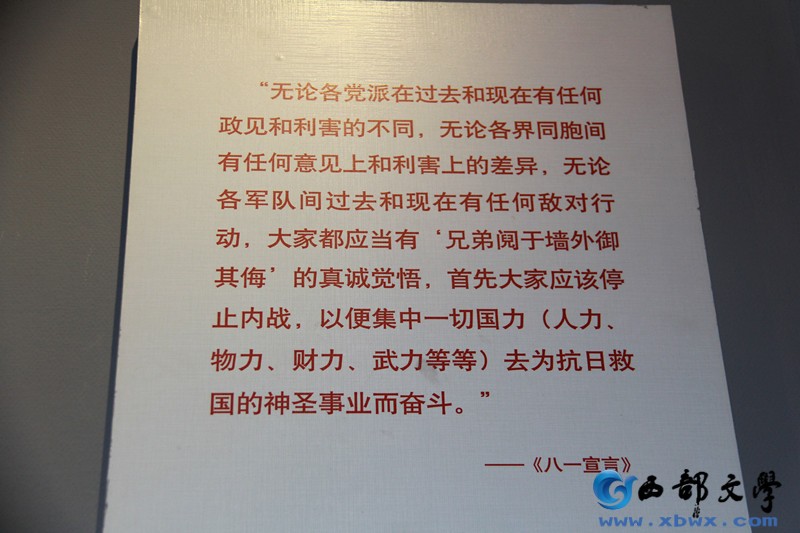 “无论各党派在过去和现在有任何
政见和利害的不同，无论各界同胞间
有任何意见上和利害上的差异，无论
各军队间过去和现在有任何敌对行
动，大家都应当有‘兄弟阋于墙外御
其侮’的真诚觉悟，首先大家应该停
止内战，以便集中一切国力（人力、
物力、财力、武力等等）去为抗日救
国的神圣事业而奋斗。”
——《八一宣言》
西部文學
www.xbwx.com